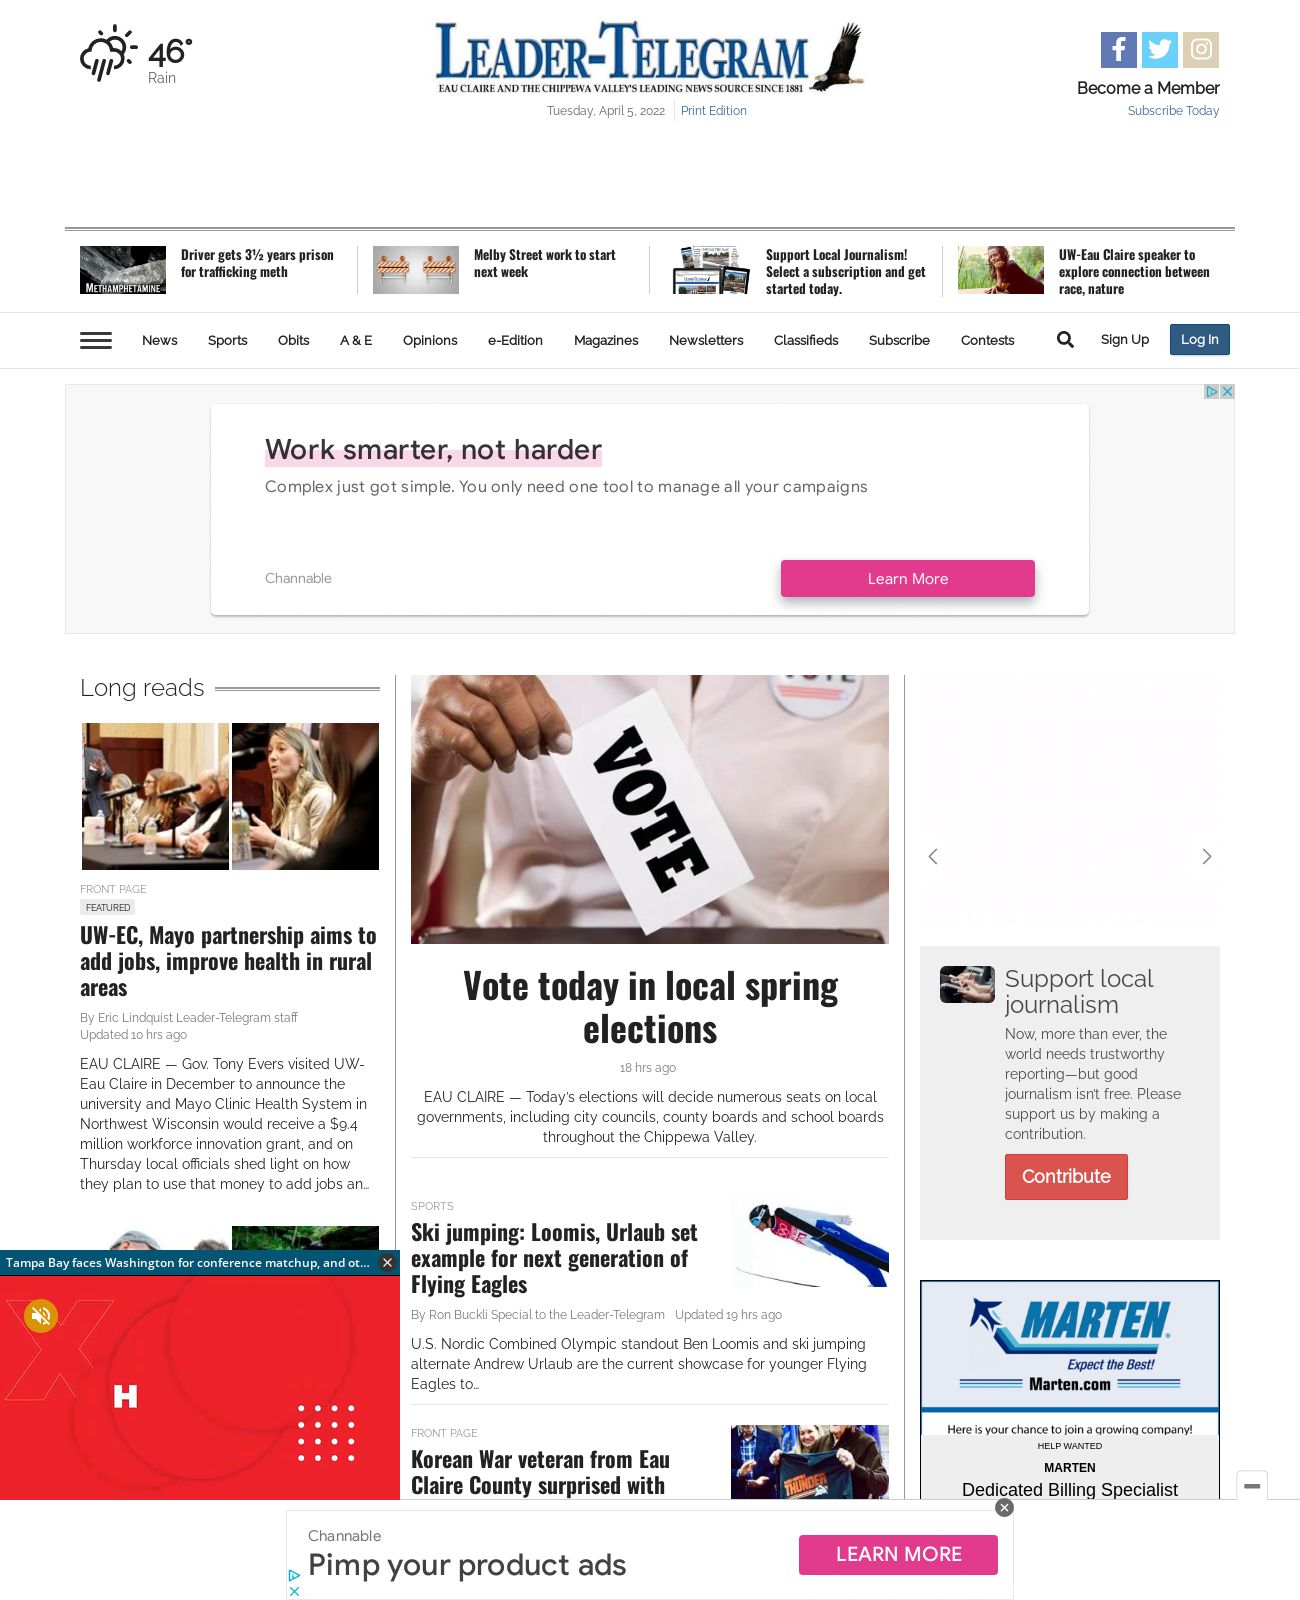 46°
Rain
LEADER-TELEGRAM
EAU CLAIRE AND THE CHIPPEWA VALLEY'S LEADING NEWS SOURCE SINCE 1881
Tuesday, April 5, 2022
Print Edition
Become a Member
Subscribe Today
METHAMPHETAMINE
Driver gets 3½ years prison
for trafficking meth
Melby Street work to start
next week
Support Local Journalism!
Select a subscription and get
started today.
UW-Eau Claire speaker to
explore connection between
race, nature
News
Sports
Obits
A & E
Opinions
e-Edition
Magazines
Newsletters
Classifieds
Subscribe
Contests
Sign Up
Log In
Work smarter, not harder
Complex just got simple. You only need one tool to manage all your campaigns
Channable
Learn More
Long reads
FRONT PAGE
FEATURED
UW-EC, Mayo partnership aims to
add jobs, improve health in rural
areas
By Eric Lindquist Leader-Telegram staff
Updated 10 hrs ago
EAU CLAIRE — Gov. Tony Evers visited UW-
Eau Claire in December to announce the
university and Mayo Clinic Health System in
Northwest Wisconsin would receive a $9.4
million workforce innovation grant, and on
Thursday local officials shed light on how
they plan to use that money to add jobs an…
Tampa Bay faces Washington for conference matchup, and ot...
X
H
VOTE
VOTE
Vote today in local spring
elections
18 hrs ago
EAU CLAIRE — Today's elections will decide numerous seats on local
governments, including city councils, county boards and school boards
throughout the Chippewa Valley.
SPORTS
Ski jumping: Loomis, Urlaub set
example for next generation of
Flying Eagles
By Ron Buckli Special to the Leader-Telegram
Updated 19 hrs ago
U.S. Nordic Combined Olympic standout Ben Loomis and ski jumping
alternate Andrew Urlaub are the current showcase for younger Flying
Eagles to…
FRONT PAGE
Korean War veteran from Eau
Claire County surprised with
THUNDER
Support local
journalism
Now, more than ever, the
world needs trustworthy
reporting—but good
journalism isn't free. Please
support us by making a
contribution.
Contribute
MARTEN®
Expect the Best!
Marten.com
Here is your chance to join a growing company!
HELP WANTED
MARTEN
Dedicated Billing Specialist
Channable
Pimp your product ads
LEARN MORE